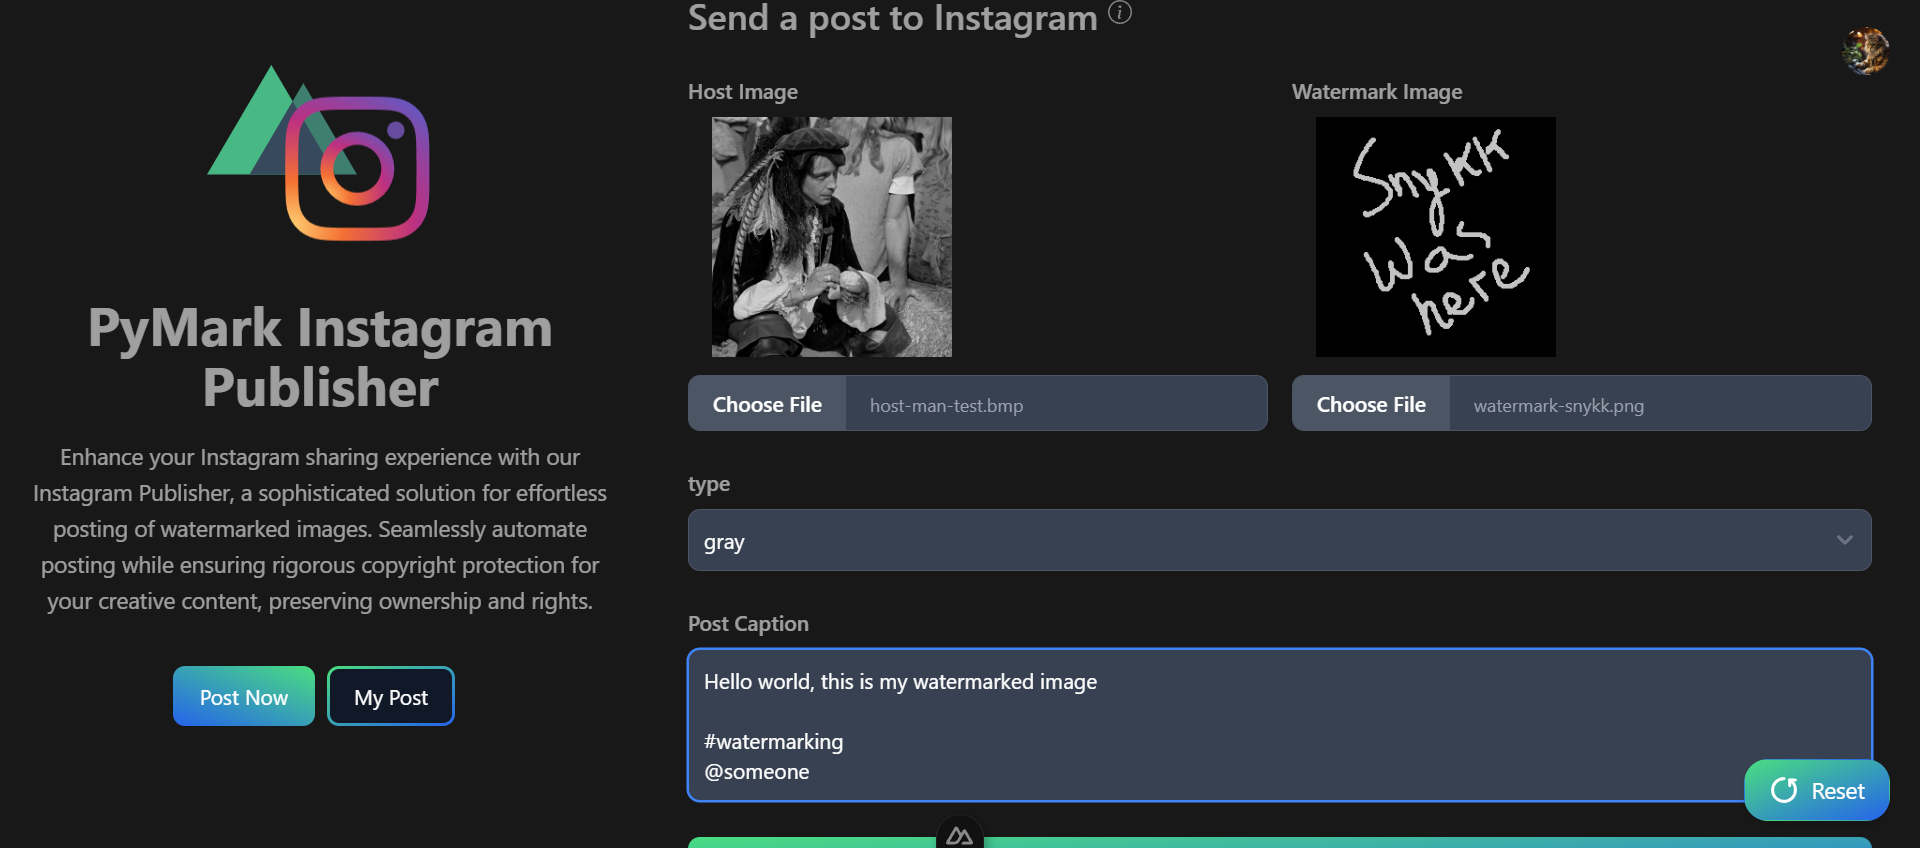 Send a post to Instagram
Host Image
Watermark Image
Snykk
was
here
Choose File
host-man-test.bmp
Choose File
watermark-snykk.png
type
gray
Post Caption
Hello world, this is my watermarked image
#watermarking
@someone
Reset
PyMark Instagram
Publisher
Enhance your Instagram sharing experience with our
Instagram Publisher, a sophisticated solution for effortless
posting of watermarked images. Seamlessly automate
posting while ensuring rigorous copyright protection for
your creative content, preserving ownership and rights.
Post Now
My Post